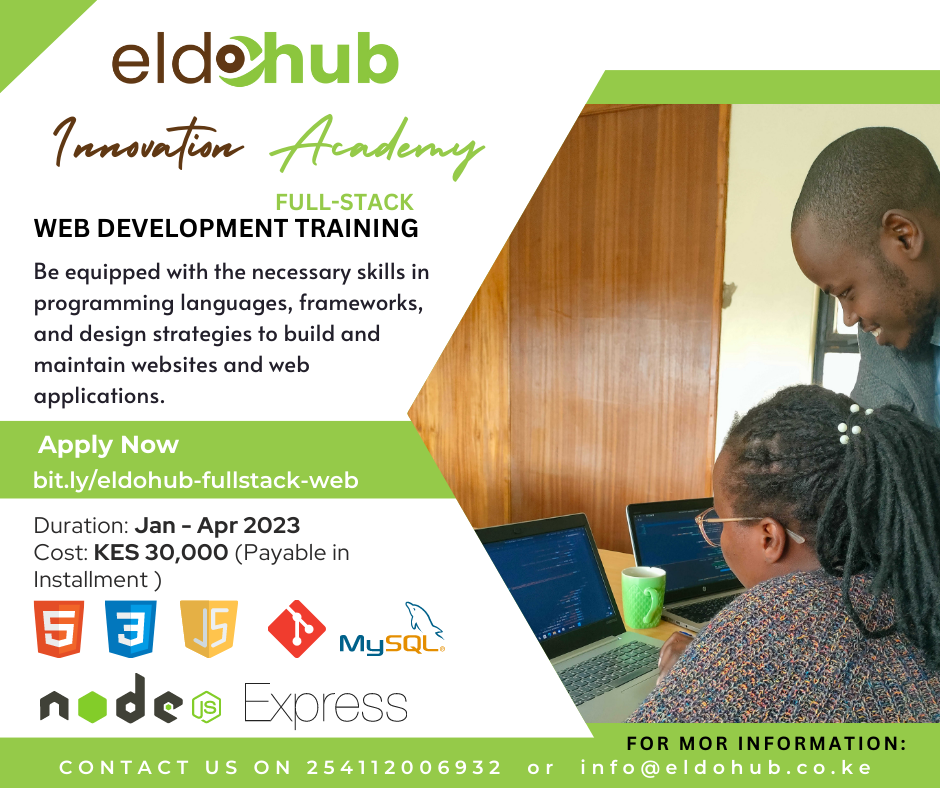 eldohub
Innovation Academy
FULL-STACK
WEB DEVELOPMENT TRAINING
Be equipped with the necessary skills in
programming languages, frameworks,
and design strategies to build and
maintain websites and web
applications.
Apply Now
bit.ly/eldohub-fullstack-web
Duration: Jan - Apr 2023
Cost: KES 30,000 (Payable in
Installment )
5 3 JS MySQL®
node JS Express
FOR MOR INFORMATION:
CONTACT US ON 254112006932 or info@eldohub.co.ke